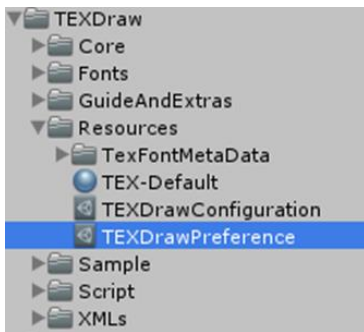 TEXDraw
Core
Fonts
GuideAndExtras
Resources
TexFontMetaData
TEX-Default
TEXDrawConfiguration
TEXDrawPreference
Sample
Script
XMLs